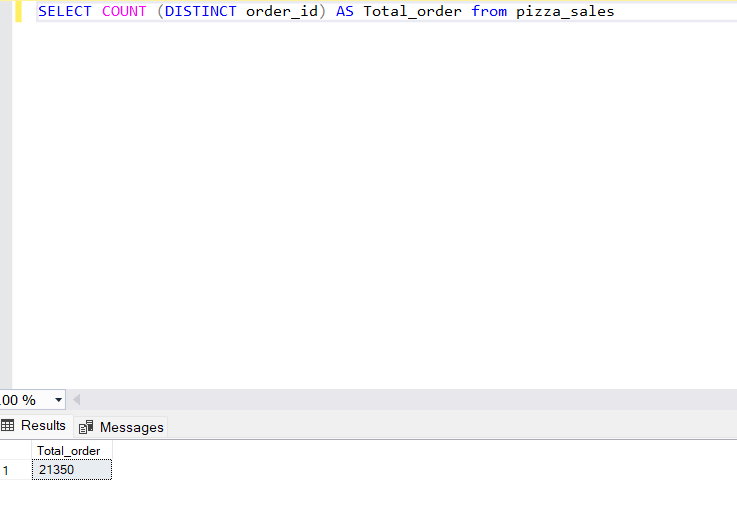 SELECT COUNT (DISTINCT order_id) AS Total_order from pizza_sales
.00 %
Results Messages
Total_order
1 21350